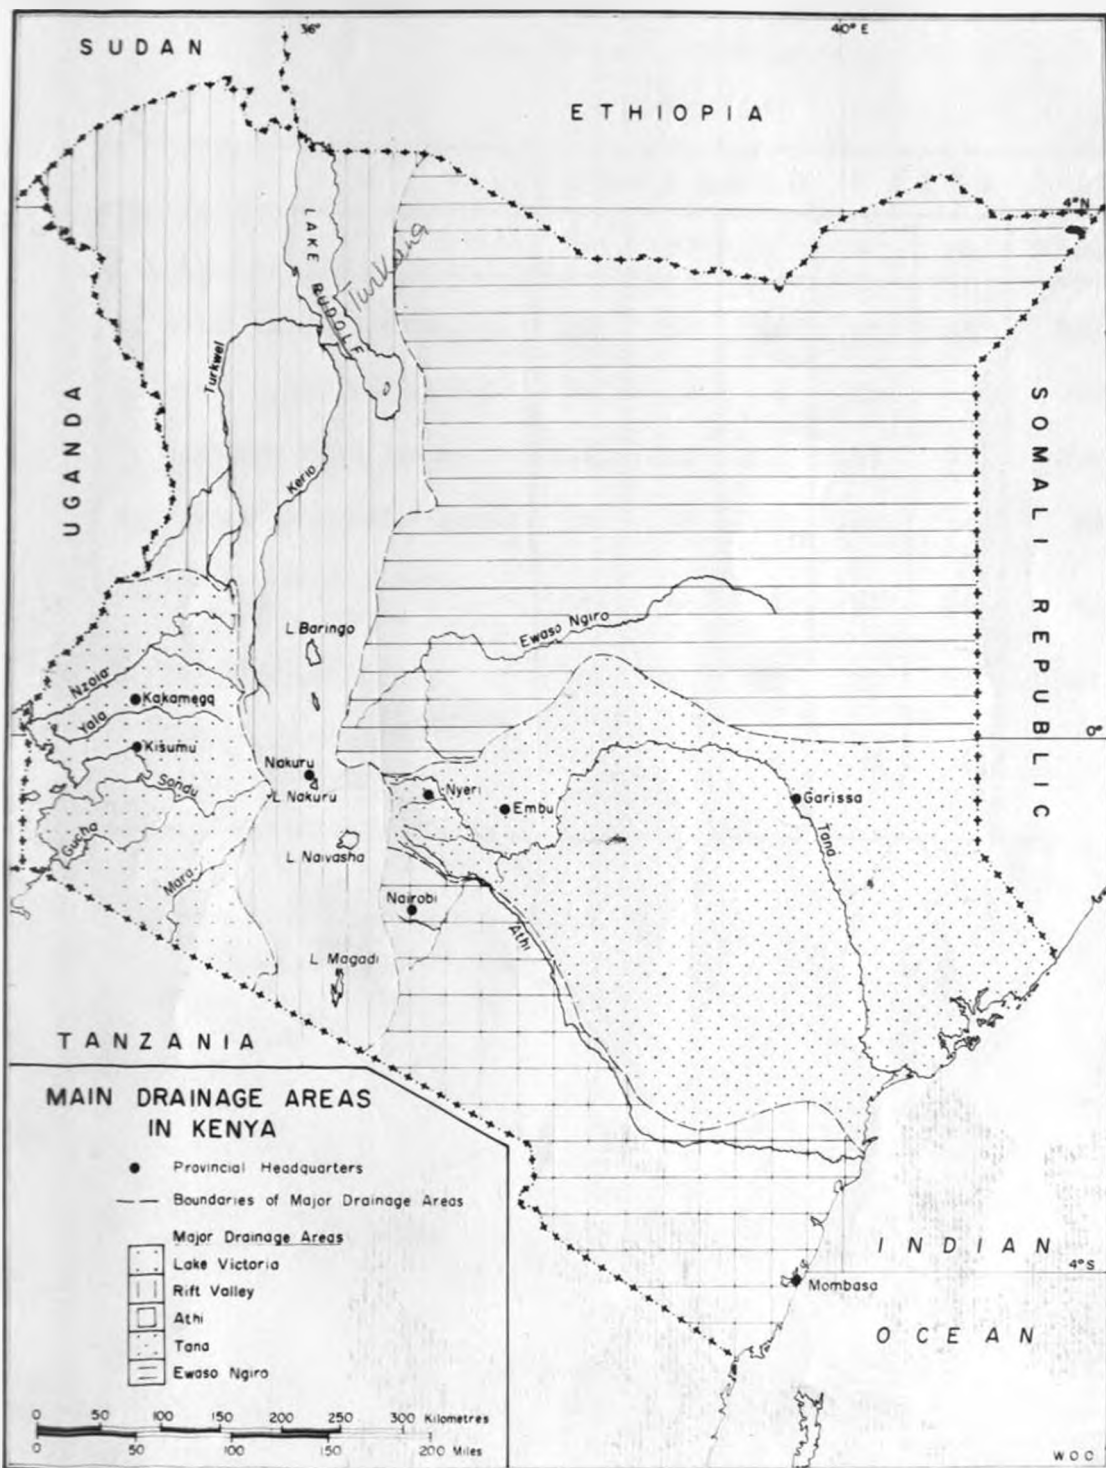 36°
40° E
SUDAN
ETHIOPIA
4° N
LAKE RUDOLF
Turkana
Turkwel
UGANDA
Kerio
SOMALI REPUBLIC
L. Baringo
Ewaso Ngiro
Nzoia
Kakamega
Yala
Kisumu
0°
Nakuru
Sondu
L. Nakuru
Nyeri
Embu
Garissa
Tana
Gucha
L. Naivasha
Mara
Nairobi
Athi
L. Magadi
TANZANIA
MAIN DRAINAGE AREAS
IN KENYA
Provincial Headquarters
Boundaries of Major Drainage Areas
Major Drainage Areas
Lake Victoria
Rift Valley
Athi
Tana
Ewaso Ngiro
INDIAN
4° S
Mombasa
OCEAN
0 50 100 150 200 250 300 Kilometres
0 50 100 150 200 Miles
W O O